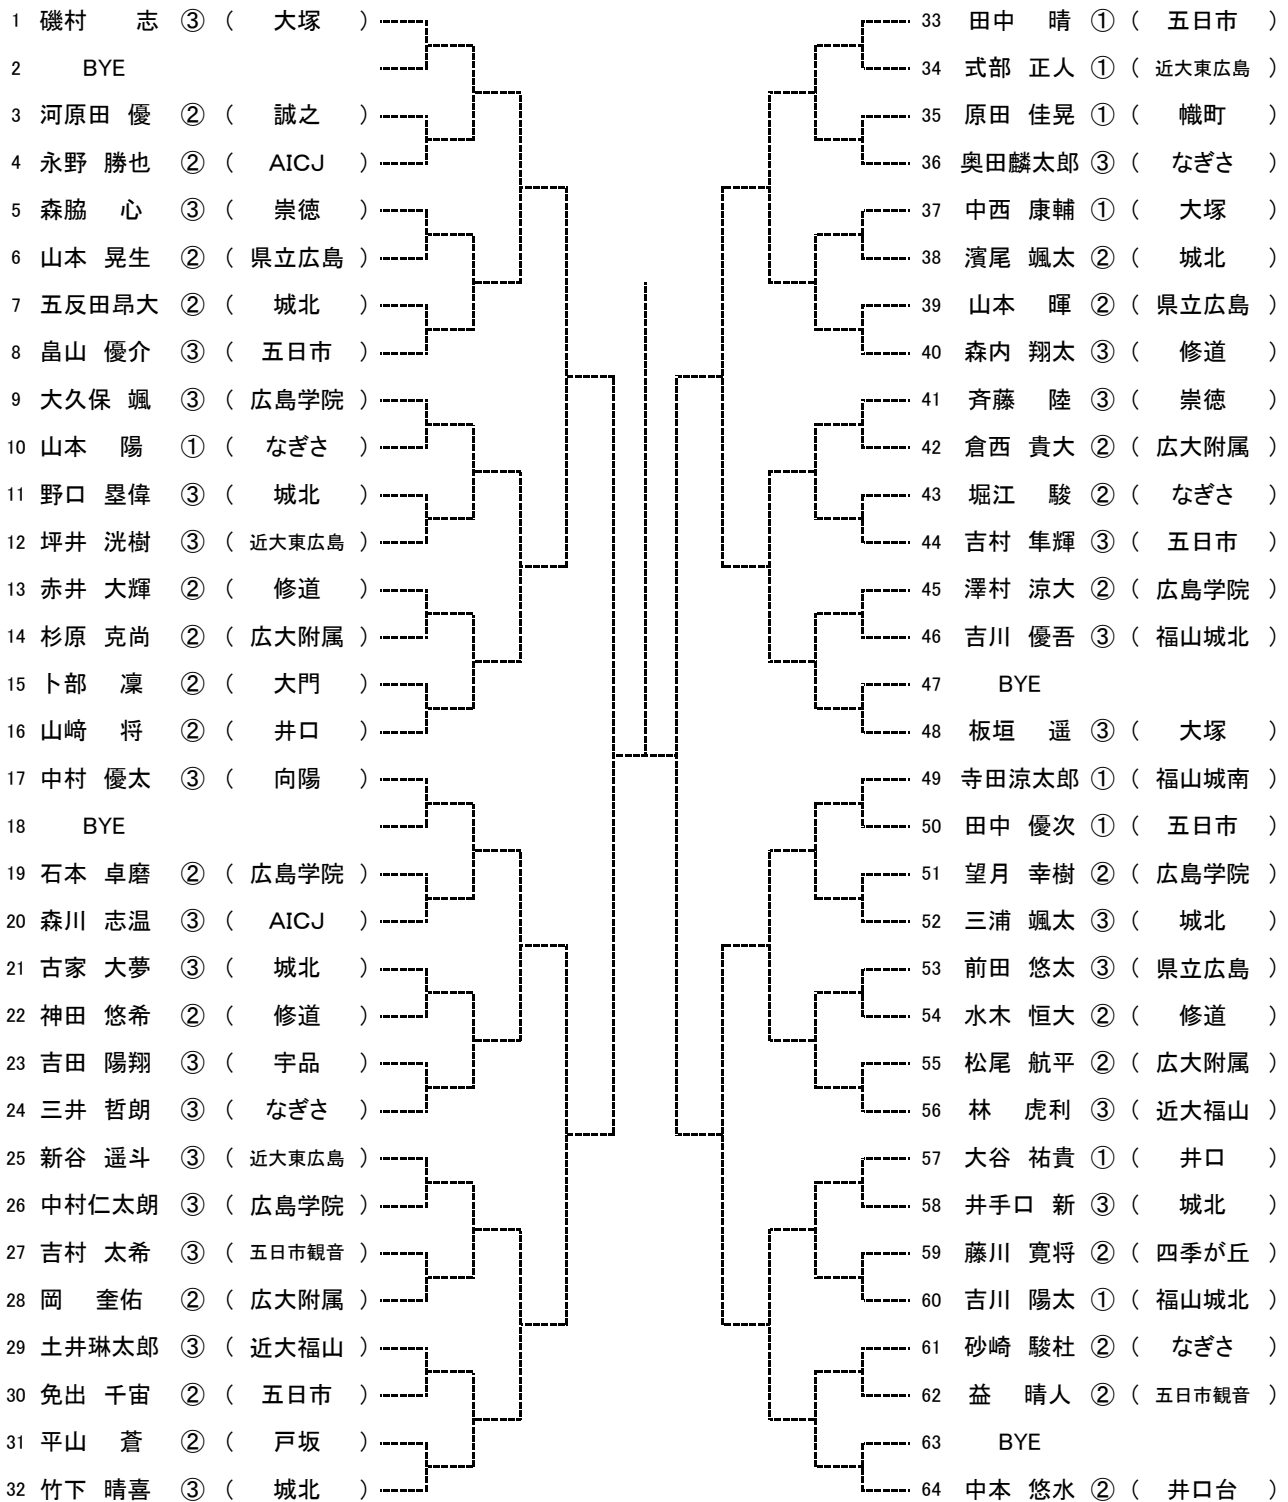 1 磯村 志 ③ ( 大塚 )
2 BYE
3 河原田 優 ② ( 誠之 )
4 永野 勝也 ② ( AICJ )
5 森脇 心 ③ ( 崇徳 )
6 山本 晃生 ② ( 県立広島 )
7 五反田昂大 ② ( 城北 )
8 畠山 優介 ③ ( 五日市 )
9 大久保 颯 ③ ( 広島学院 )
10 山本 陽 ① ( なぎさ )
11 野口 塁偉 ③ ( 城北 )
12 坪井 洸樹 ③ ( 近大東広島 )
13 赤井 大輝 ② ( 修道 )
14 杉原 克尚 ② ( 広大附属 )
15 卜部 凜 ② ( 大門 )
16 山﨑 将 ② ( 井口 )
17 中村 優太 ③ ( 向陽 )
18 BYE
19 石本 卓磨 ② ( 広島学院 )
20 森川 志温 ③ ( AICJ )
21 古家 大夢 ③ ( 城北 )
22 神田 悠希 ② ( 修道 )
23 吉田 陽翔 ③ ( 宇品 )
24 三井 哲朗 ③ ( なぎさ )
25 新谷 遥斗 ③ ( 近大東広島 )
26 中村仁太朗 ③ ( 広島学院 )
27 吉村 太希 ③ ( 五日市観音 )
28 岡 奎佑 ② ( 広大附属 )
29 土井琳太郎 ③ ( 近大福山 )
30 免出 千宙 ② ( 五日市 )
31 平山 蒼 ② ( 戸坂 )
32 竹下 晴喜 ③ ( 城北 )
33 田中 晴 ① ( 五日市 )
34 式部 正人 ① ( 近大東広島 )
35 原田 佳晃 ① ( 幟町 )
36 奥田麟太郎 ③ ( なぎさ )
37 中西 康輔 ① ( 大塚 )
38 濱尾 颯太 ② ( 城北 )
39 山本 暉 ② ( 県立広島 )
40 森内 翔太 ③ ( 修道 )
41 斉藤 陸 ③ ( 崇徳 )
42 倉西 貴大 ② ( 広大附属 )
43 堀江 駿 ② ( なぎさ )
44 吉村 隼輝 ③ ( 五日市 )
45 澤村 涼大 ② ( 広島学院 )
46 吉川 優吾 ③ ( 福山城北 )
47 BYE
48 板垣 遥 ③ ( 大塚 )
49 寺田涼太郎 ① ( 福山城南 )
50 田中 優次 ① ( 五日市 )
51 望月 幸樹 ② ( 広島学院 )
52 三浦 颯太 ③ ( 城北 )
53 前田 悠太 ③ ( 県立広島 )
54 水木 恒大 ② ( 修道 )
55 松尾 航平 ② ( 広大附属 )
56 林 虎利 ③ ( 近大福山 )
57 大谷 祐貴 ① ( 井口 )
58 井手口 新 ③ ( 城北 )
59 藤川 寛将 ② ( 四季が丘 )
60 吉川 陽太 ① ( 福山城北 )
61 砂崎 駿杜 ② ( なぎさ )
62 益 晴人 ② ( 五日市観音 )
63 BYE
64 中本 悠水 ② ( 井口台 )